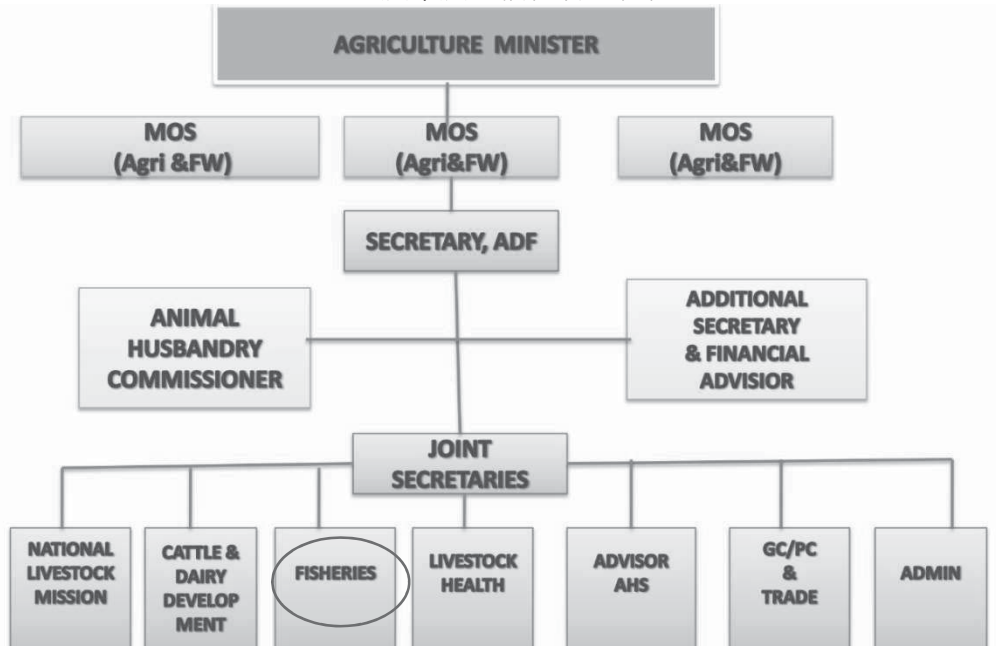 AGRICULTURE MINISTER
MOS
(Agri &FW)
MOS
(Agri&FW)
MOS
(Agri&FW)
SECRETARY, ADF
ANIMAL
HUSBANDRY
COMMISSIONER
ADDITIONAL
SECRETARY
& FINANCIAL
ADVISIOR
JOINT
SECRETARIES
NATIONAL
LIVESTOCK
MISSION
CATTLE &
DAIRY
DEVELOP
MENT
FISHERIES
LIVESTOCK
HEALTH
ADVISOR
AHS
GC/PC
&
TRADE
ADMIN